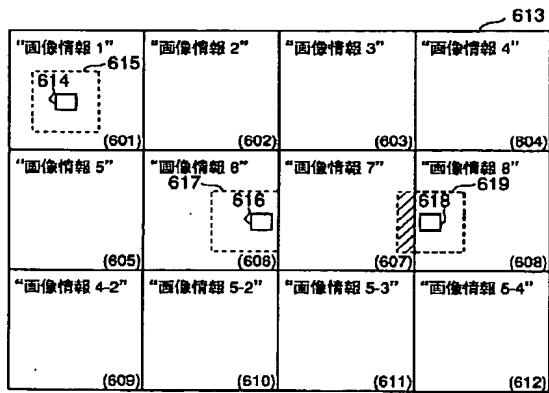 613
"画像情報 1"
615
614
(601)
"画像情報 2"
(602)
"画像情報 3"
(603)
"画像情報 4"
(604)
"画像情報 5"
(605)
"画像情報 6"
617
616
(606)
"画像情報 7"
(607)
"画像情報 8"
619
618
(608)
"画像情報 4-2"
(609)
"画像情報 5-2"
(610)
"画像情報 5-3"
(611)
"画像情報 5-4"
(612)